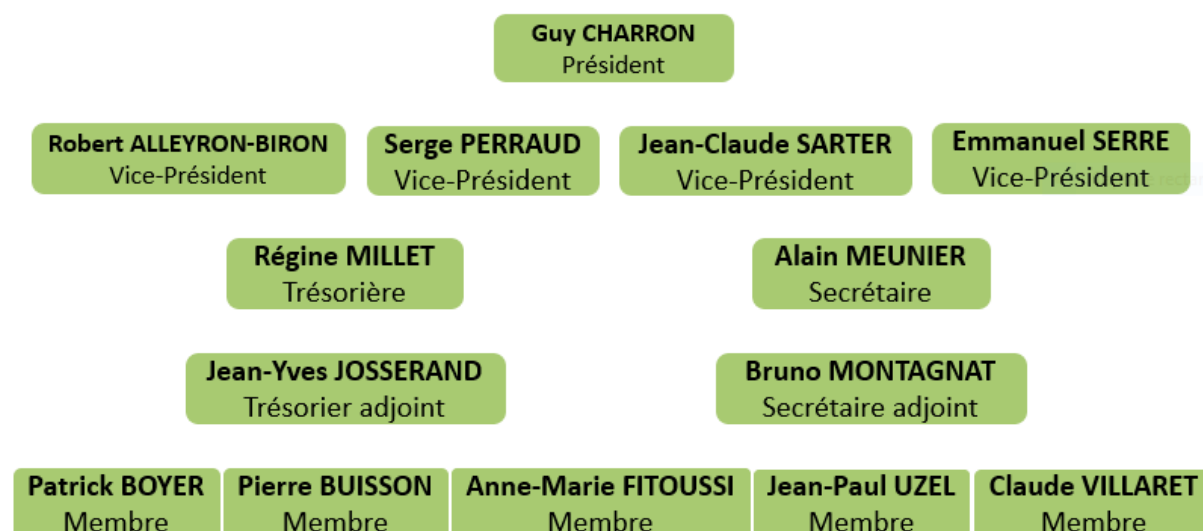 Guy CHARRON
Président
Robert ALLEYRON-BIRON
Vice-Président
Serge PERRAUD
Vice-Président
Jean-Claude SARTER
Vice-Président
Emmanuel SERRE
Vice-Président
Régine MILLET
Trésorière
Alain MEUNIER
Secrétaire
Jean-Yves JOSSERAND
Trésorier adjoint
Bruno MONTAGNAT
Secrétaire adjoint
Patrick BOYER
Membre
Pierre BUISSON
Membre
Anne-Marie FITOUSSI
Membre
Jean-Paul UZEL
Membre
Claude VILLARET
Membre